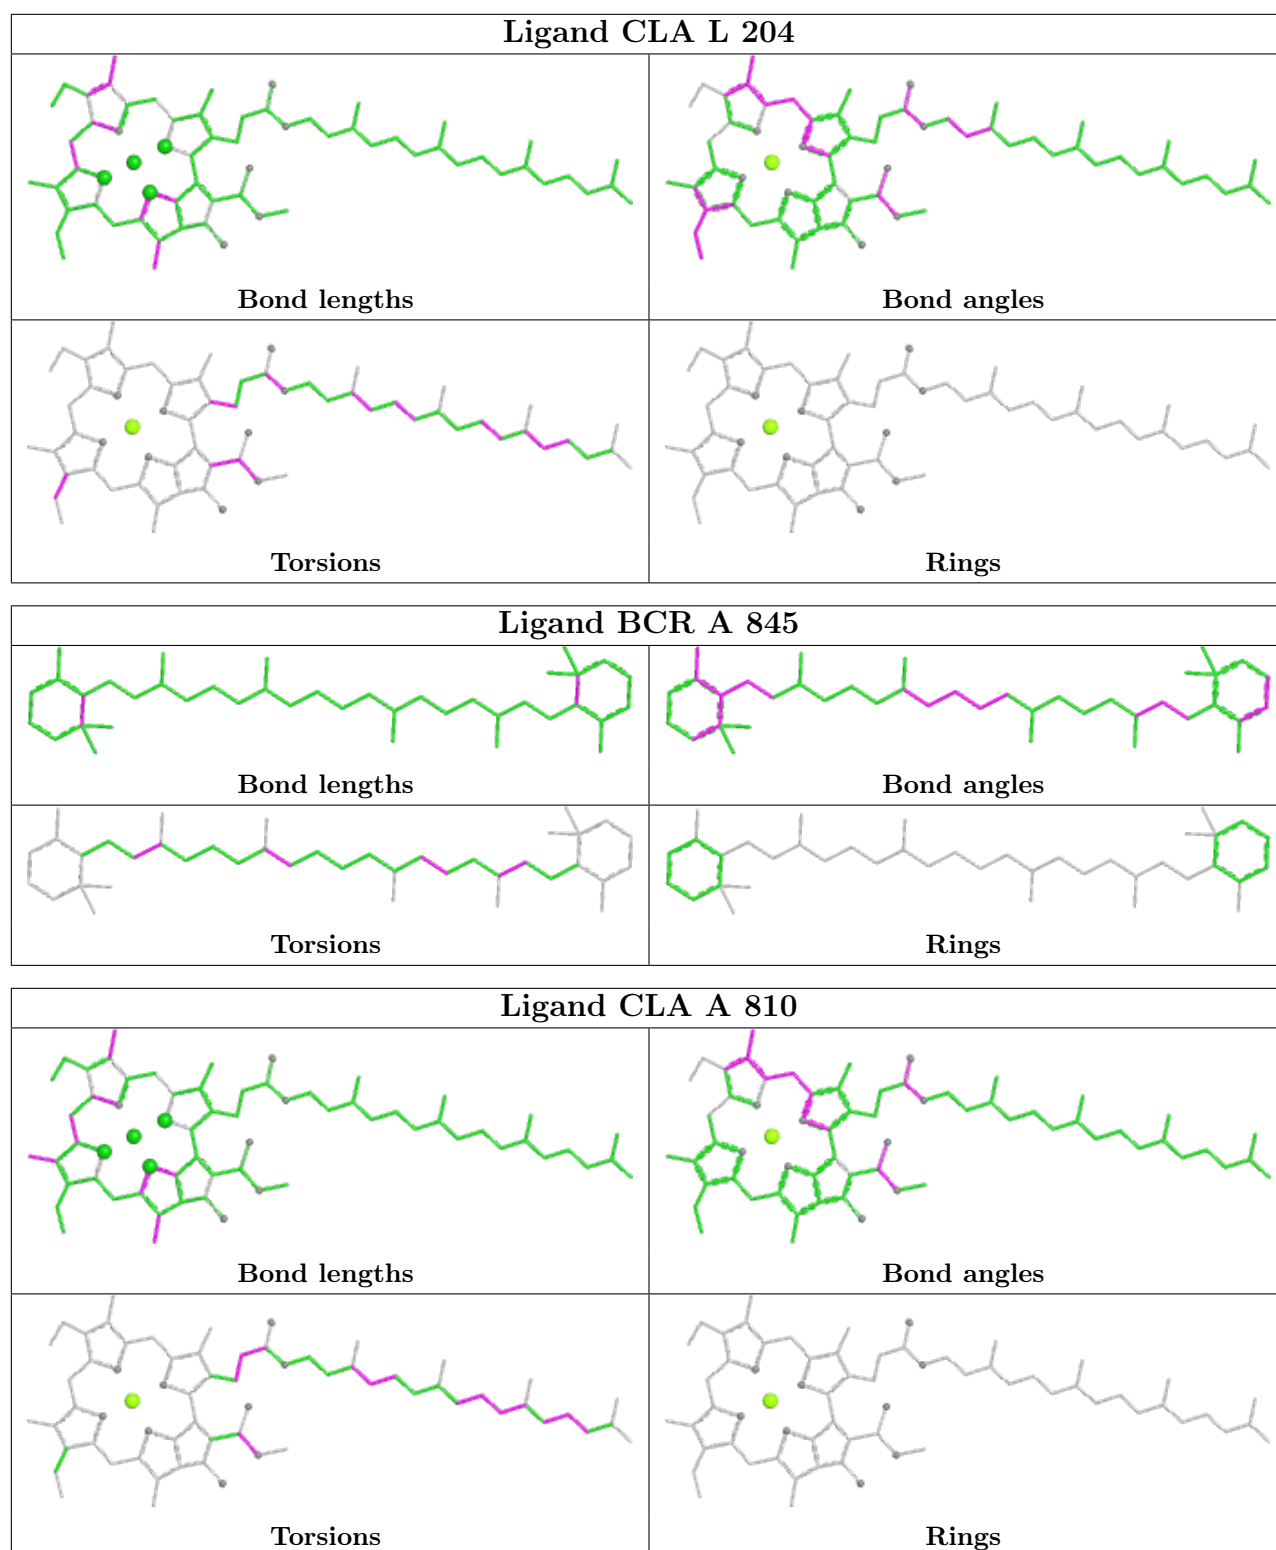 Ligand CLA L 204
Bond lengths
Bond angles
Torsions
Rings
Ligand BCR A 845
Bond lengths
Bond angles
Torsions
Rings
Ligand CLA A 810
Bond lengths
Bond angles
Torsions
Rings